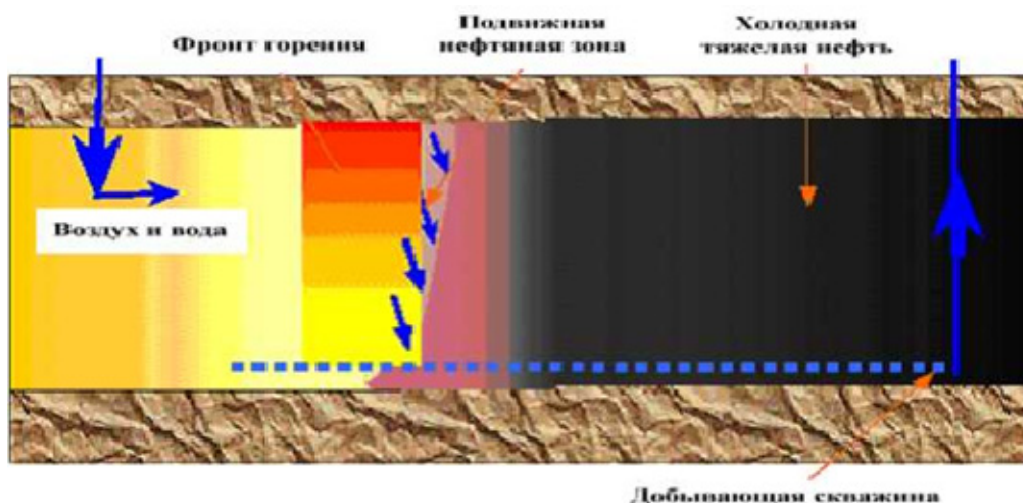 Фронт горения
Подвижная
нефтяная зона
Холодная
тяжелая нефть
Воздух и вода
Добывающая скважина